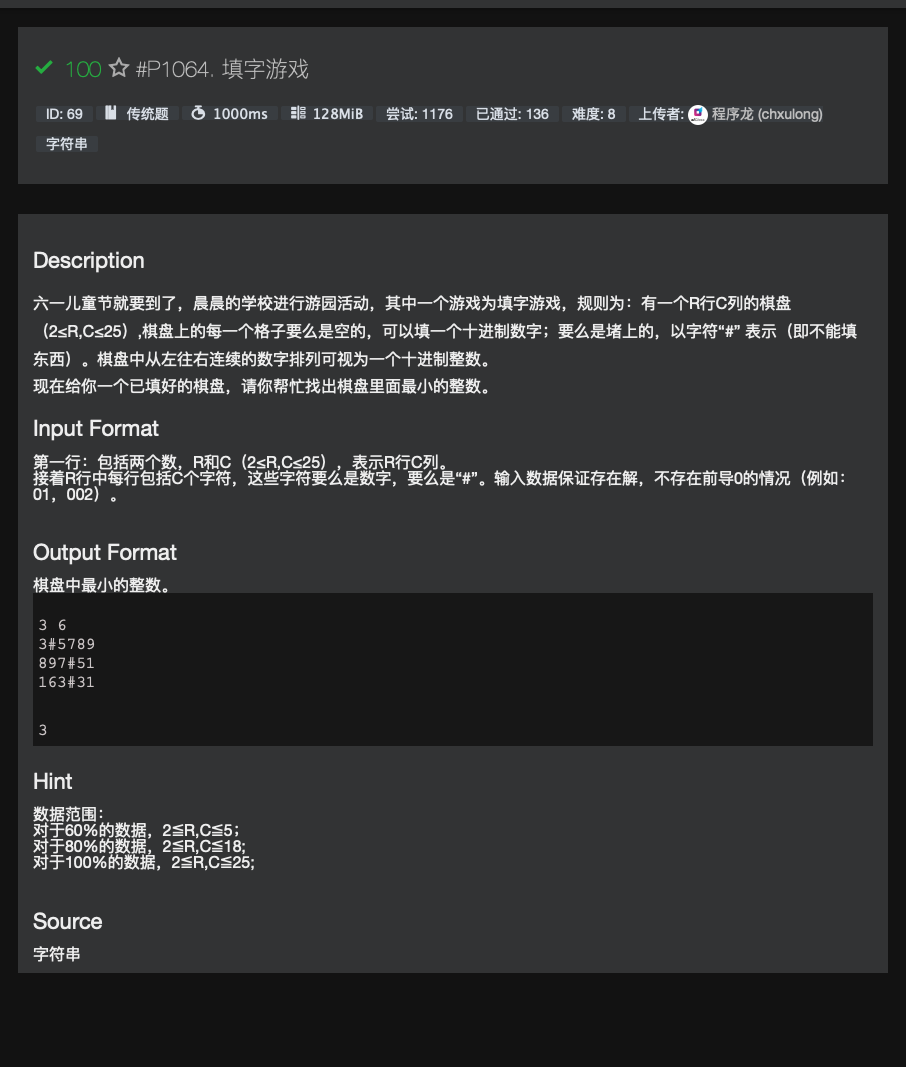 100 #P1064. 填字游戏
ID: 69 传统题 1000ms 128MiB 尝试: 1176 已通过: 136 难度: 8 上传者: 程序龙 (chxulong)
字符串
Description
六一儿童节就要到了，晨晨的学校进行游园活动，其中一个游戏为填字游戏，规则为：有一个R行C列的棋盘
（2≤R,C≤25）,棋盘上的每一个格子要么是空的，可以填一个十进制数字；要么是堵上的，以字符“#” 表示（即不能填
东西）。棋盘中从左往右连续的数字排列可视为一个十进制整数。
现在给你一个已填好的棋盘，请你帮忙找出棋盘里面最小的整数。
Input Format
第一行：包括两个数，R和C（2≤R,C≤25），表示R行C列。
接着R行中每行包括C个字符，这些字符要么是数字，要么是“#”。输入数据保证存在解，不存在前导0的情况（例如：
01，002）。
Output Format
棋盘中最小的整数。
3 6
3#5789
897#51
163#31
3
Hint
数据范围：
对于60%的数据，2≦R,C≦5；
对于80%的数据，2≦R,C≦18;
对于100%的数据，2≦R,C≦25;
Source
字符串